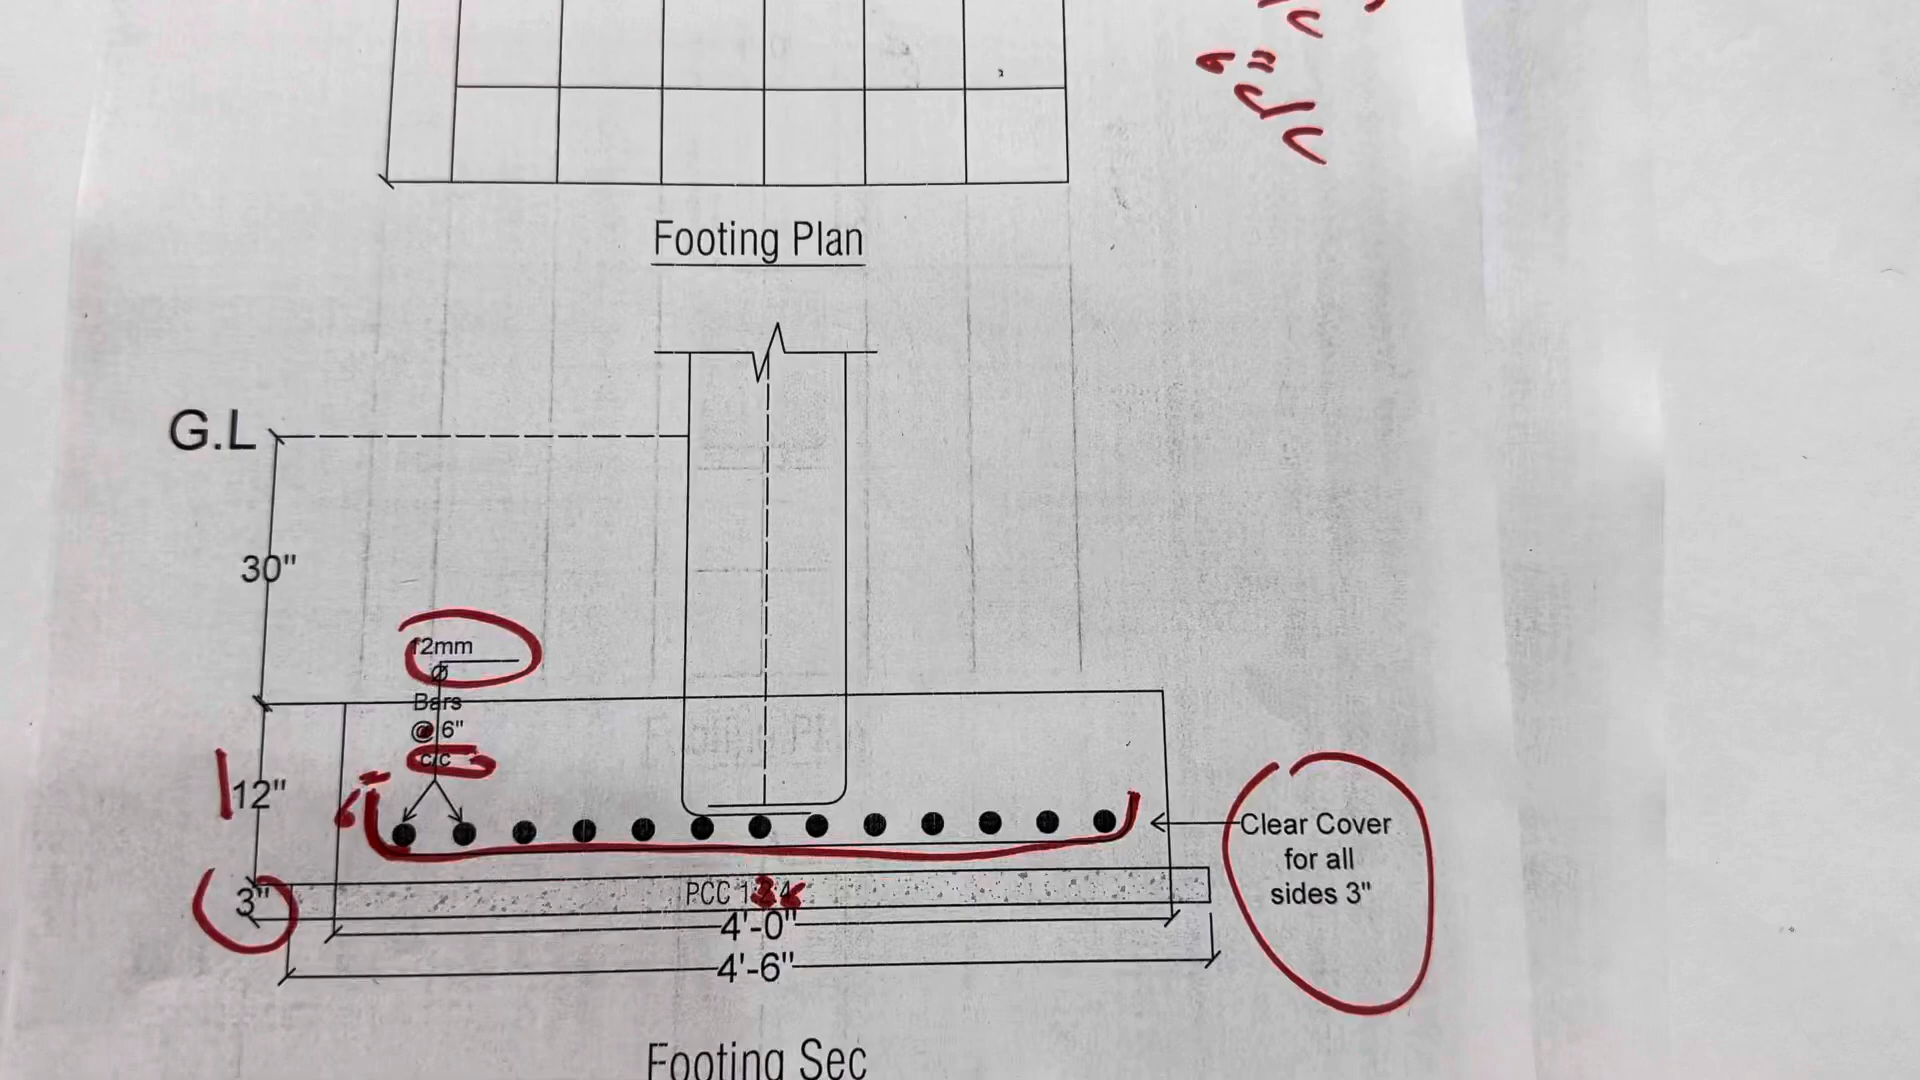 Footing Plan
G.L
30"
12mm
Ø
Bars
@ 6"
c/c
12"
Clear Cover
for all
sides 3"
3"
PCC
4'-0"
4'-6"
Footing Sec